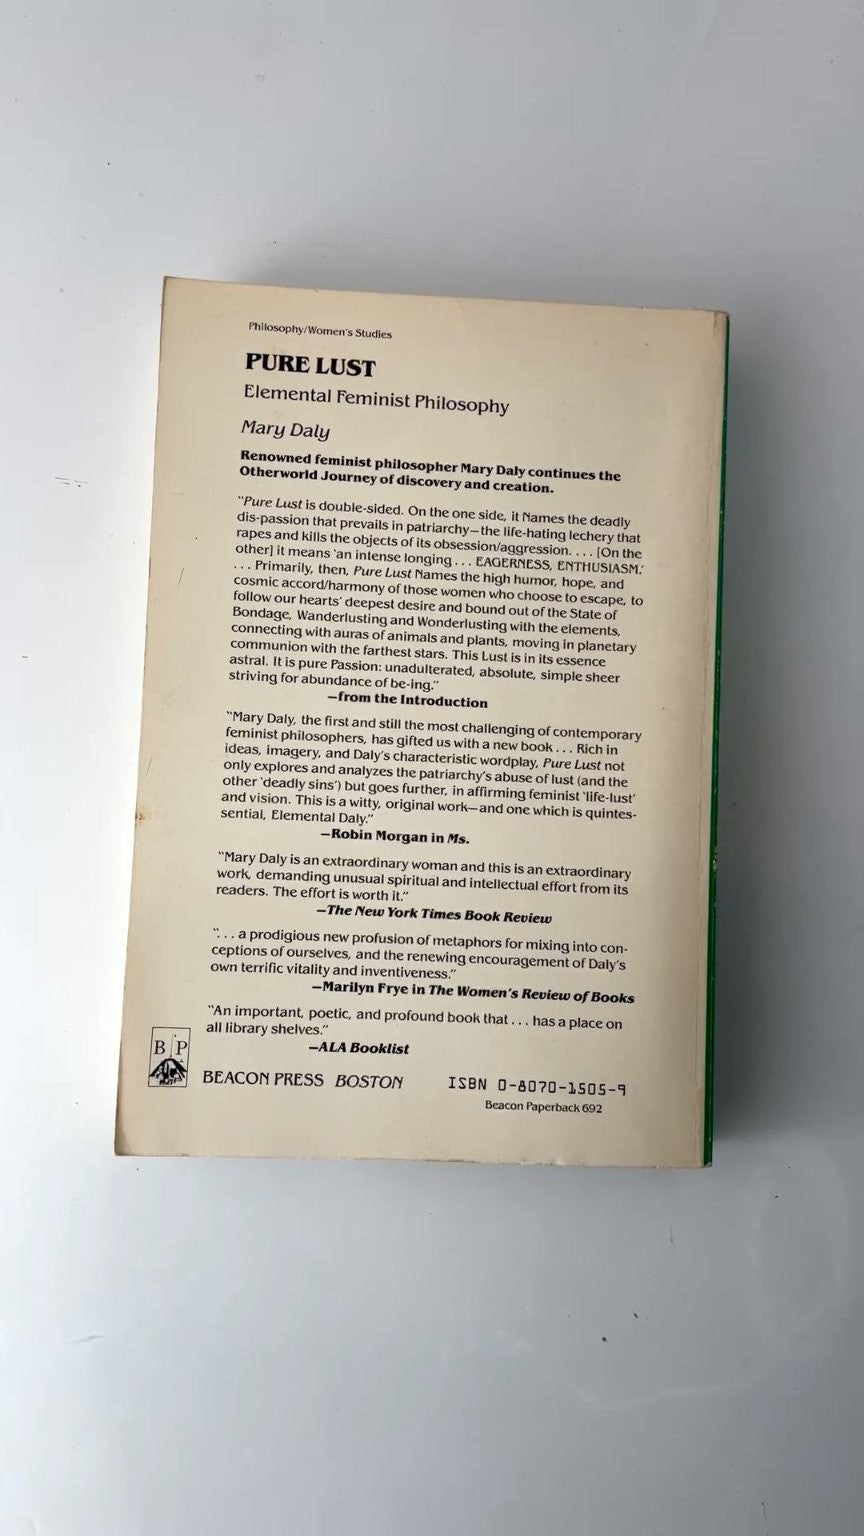 Philosophy/Women's Studies
PURE LUST
Elemental Feminist Philosophy
Mary Daly
Renowned feminist philosopher Mary Daly continues the
Otherworld Journey of discovery and creation.
"Pure Lust is double-sided. On the one side, it Names the deadly
dis-passion that prevails in patriarchy—the life-hating lechery that
rapes and kills the objects of its obsession/aggression. . . . [On the
other] it means 'an intense longing . . . EAGERNESS, ENTHUSIASM.'
. . . Primarily, then, Pure Lust Names the high humor, hope, and
cosmic accord/harmony of those women who choose to escape, to
follow our hearts' deepest desire and bound out of the State of
Bondage, Wanderlusting and Wonderlusting with the elements,
connecting with auras of animals and plants, moving in planetary
communion with the farthest stars. This Lust is in its essence
astral. It is pure Passion: unadulterated, absolute, simple sheer
striving for abundance of be-ing."
—from the Introduction
"Mary Daly, the first and still the most challenging of contemporary
feminist philosophers, has gifted us with a new book . . . Rich in
ideas, imagery, and Daly's characteristic wordplay, Pure Lust not
only explores and analyzes the patriarchy's abuse of lust (and the
other 'deadly sins') but goes further, in affirming feminist 'life-lust'
and vision. This is a witty, original work—and one which is quintes-
sential, Elemental Daly."
—Robin Morgan in Ms.
"Mary Daly is an extraordinary woman and this is an extraordinary
work, demanding unusual spiritual and intellectual effort from its
readers. The effort is worth it."
—The New York Times Book Review
". . . a prodigious new profusion of metaphors for mixing into con-
ceptions of ourselves, and the renewing encouragement of Daly's
own terrific vitality and inventiveness."
—Marilyn Frye in The Women's Review of Books
"An important, poetic, and profound book that . . . has a place on
all library shelves."
—ALA Booklist
B P
BEACON PRESS BOSTON
ISBN 0-8070-1505-9
Beacon Paperback 692